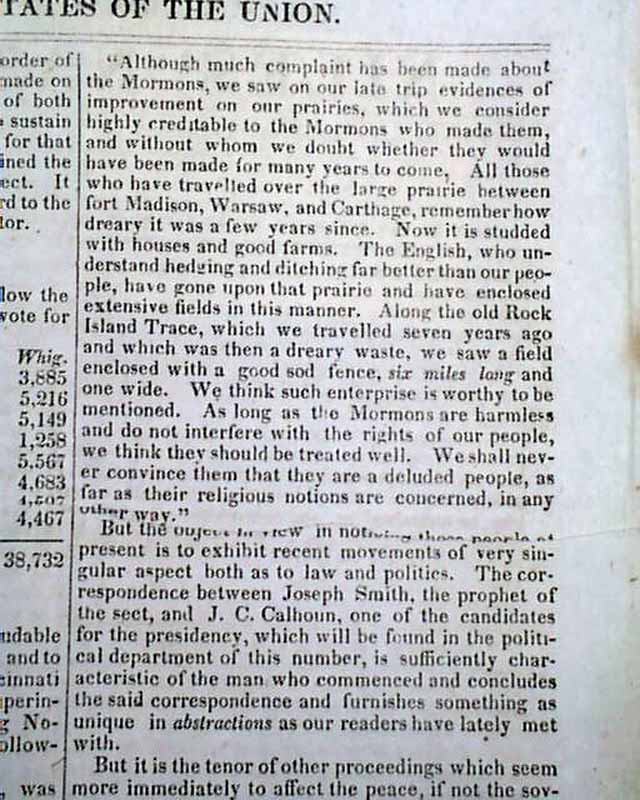 TATES OF THE UNION.
order of
made on
of both
sustain
for that
ined the
ect. It
rd to the
lor.
low the
vote for
Whig.
3,885
5,216
5,149
1,258
5.567
4,683
4,467
38,732
udable
and to
cinnati
perin-
g No-
ollow-
, was
"Although much complaint has been made about
the Mormons, we saw on our late trip evidences of
improvement on our prairies, which we consider
highly creditable to the Mormons who made them,
and without whom we doubt whether they would
have been made for many years to come. All those
who have travelled over the large prairie between
fort Madison, Warsaw, and Carthage, remember how
dreary it was a few years since. Now it is studded
with houses and good farms. The English, who un-
derstand hedging and ditching far better than our peo-
ple, have gone upon that prairie and have enclosed
extensive fields in this manner. Along the old Rock
Island Trace, which we travelled seven years ago
and which was then a dreary waste, we saw a field
enclosed with a good sod fence, six miles long and
one wide. We think such enterprise is worthy to be
mentioned. As long as the Mormons are harmless
and do not interfere with the rights of our people,
we think they should be treated well. We shall nev-
er convince them that they are a deluded people, as
far as their religious notions are concerned, in any
other way."
But the object in view in noticing these people at
present is to exhibit recent movements of very sin-
gular aspect both as to law and politics. The cor-
respondence between Joseph Smith, the prophet of
the sect, and J. C. Calhoun, one of the candidates
for the presidency, which will be found in the politi-
cal department of this number, is sufficiently char-
acteristic of the man who commenced and concludes
the said correspondence and furnishes something as
unique in abstractions as our readers have lately met
with.
But it is the tenor of other proceedings which seem
more immediately to affect the peace, if not the sov-